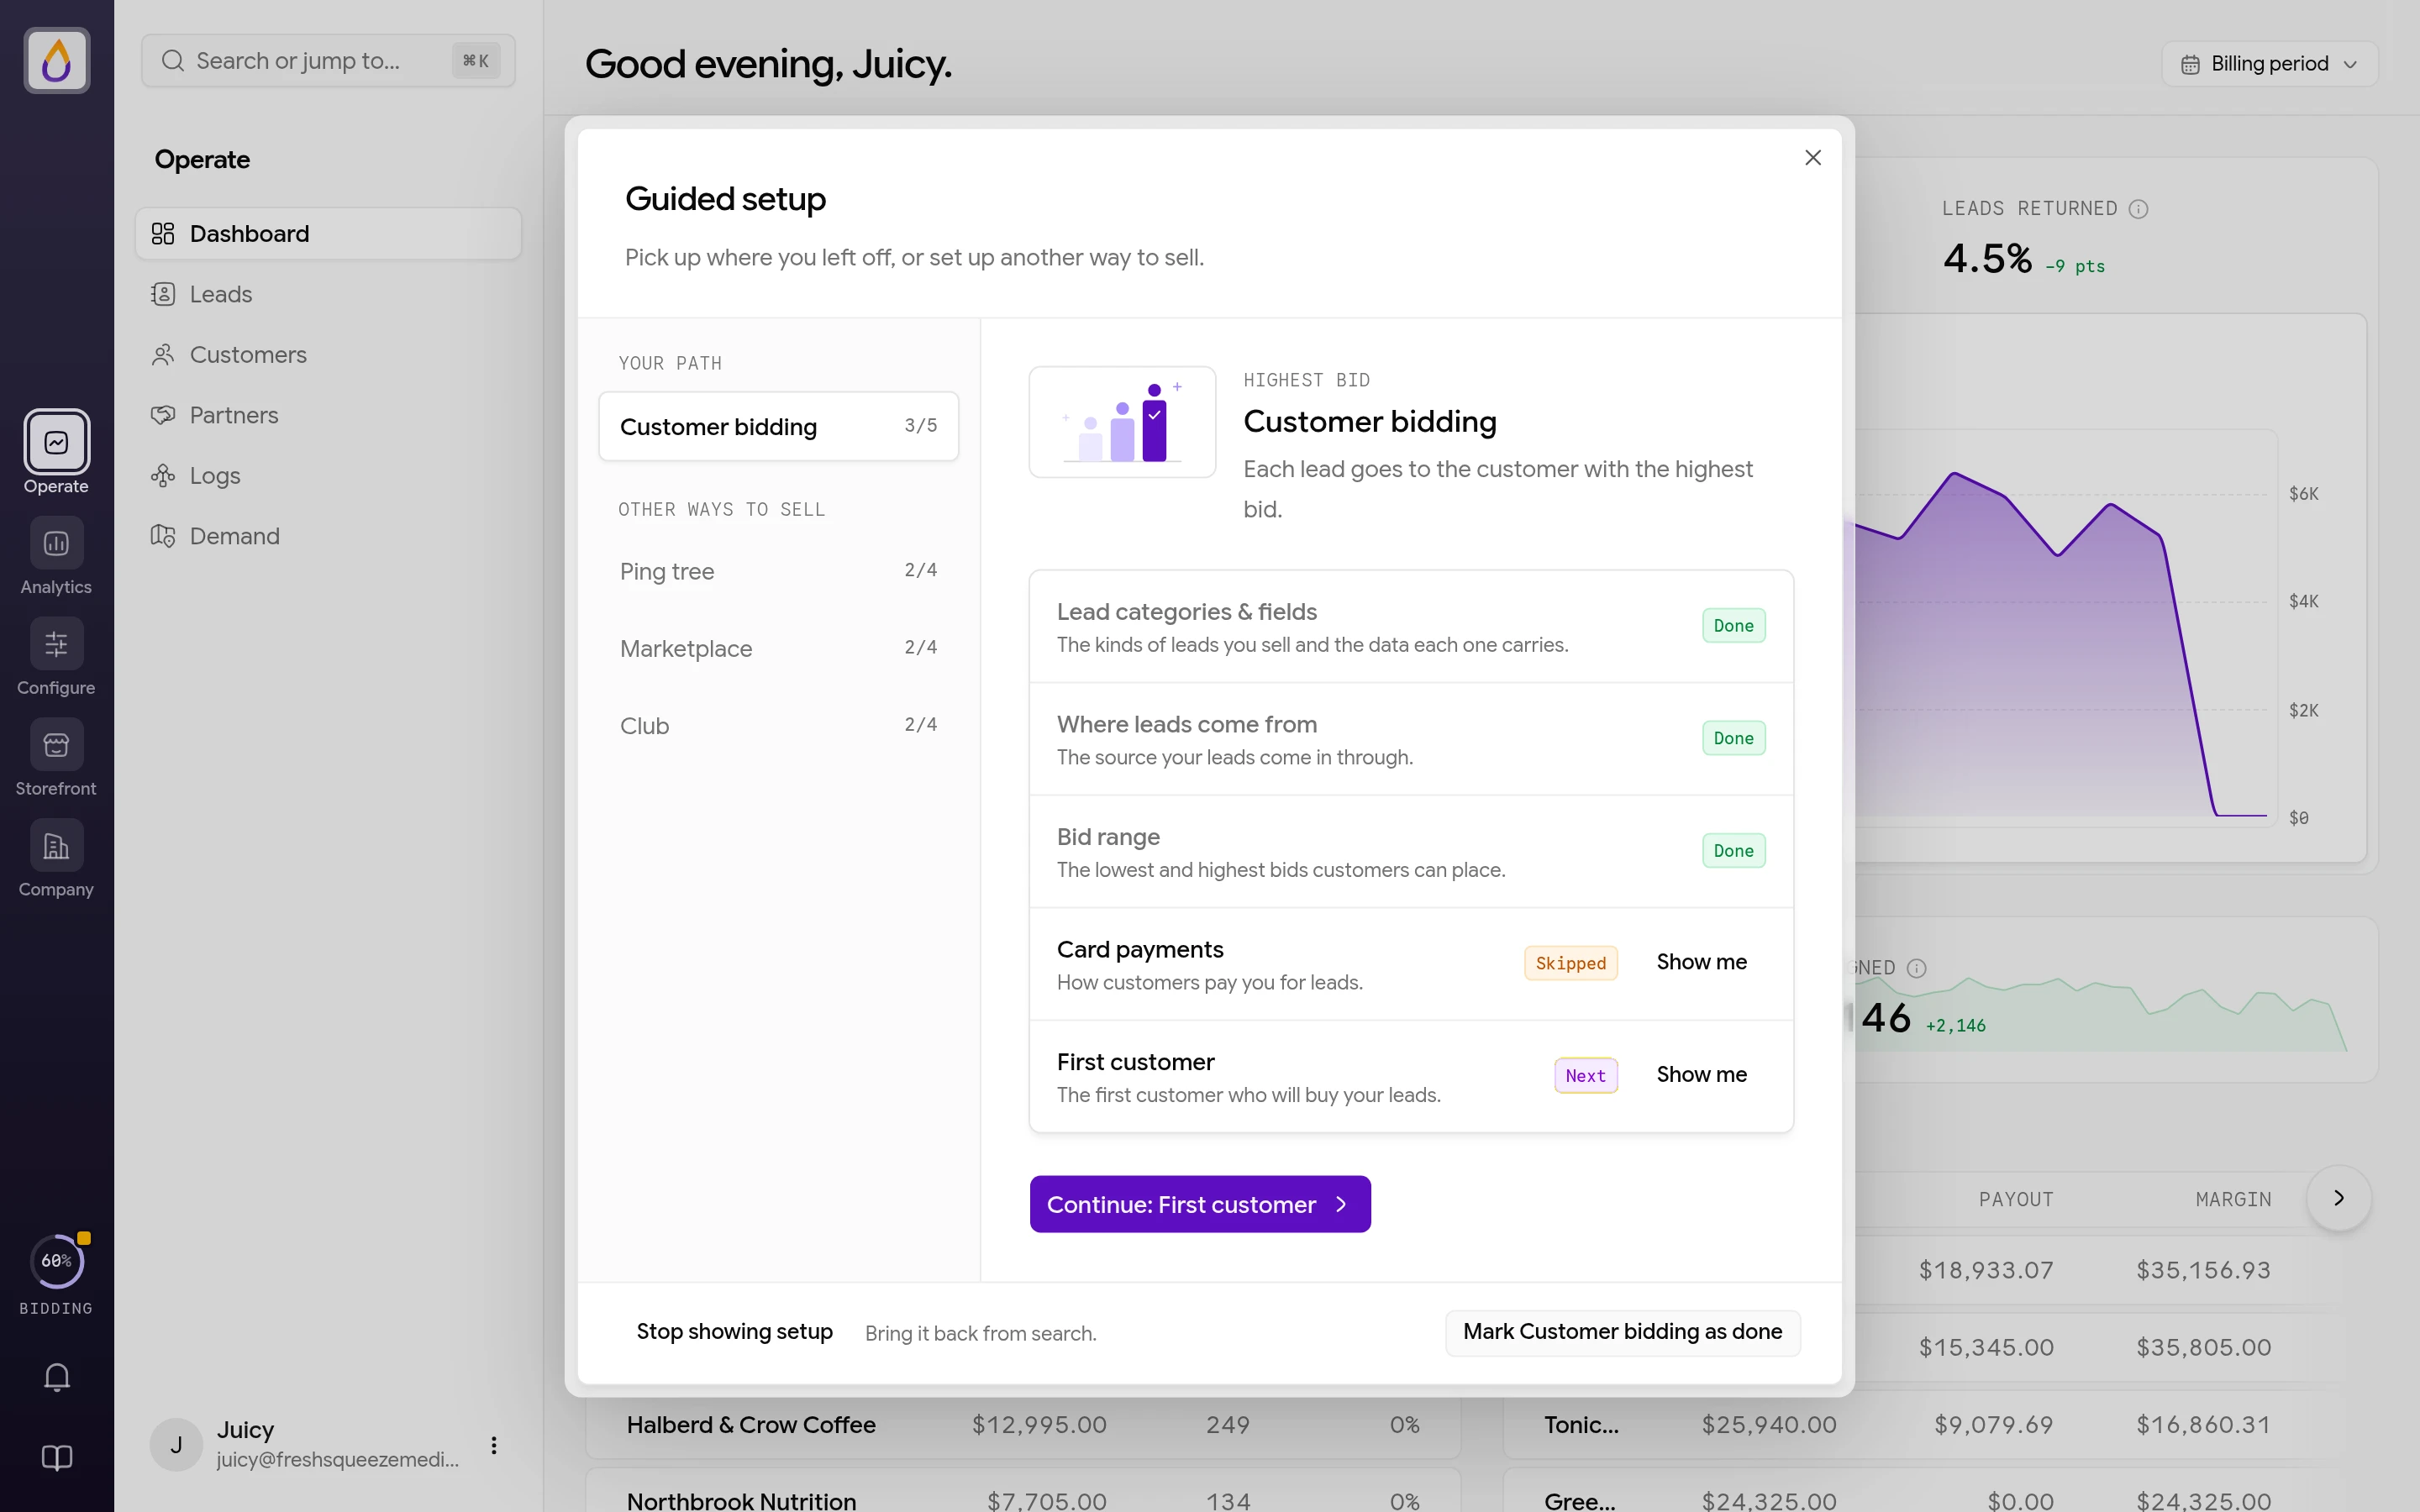 Search or jump to...
⌘K
Good evening, Juicy.
Billing period
Operate
Dashboard
Leads
Customers
Partners
Logs
Demand
Operate
Analytics
Configure
Storefront
Company
60%
BIDDING
Juicy
J
juicy@freshsqueezemedi...
Guided setup
Pick up where you left off, or set up another way to sell.
YOUR PATH
Customer bidding
3/5
OTHER WAYS TO SELL
Ping tree
2/4
Marketplace
2/4
Club
2/4
HIGHEST BID
Customer bidding
Each lead goes to the customer with the highest
bid.
Lead categories & fields
The kinds of leads you sell and the data each one carries.
Done
Where leads come from
The source your leads come in through.
Done
Bid range
The lowest and highest bids customers can place.
Done
Card payments
How customers pay you for leads.
Skipped
Show me
First customer
The first customer who will buy your leads.
Next
Show me
Continue: First customer
Stop showing setup
Bring it back from search.
Mark Customer bidding as done
LEADS RETURNED
4.5% -9 pts
$6K
$4K
$2K
$0
GNED
46 +2,146
PAYOUT MARGIN
$18,933.07 $35,156.93
$15,345.00 $35,805.00
Halberd & Crow Coffee $12,995.00 249 0%
Tonic... $25,940.00 $9,079.69 $16,860.31
Northbrook Nutrition $7,705.00 134 0%
Gree... $24,325.00 $0.00 $24,325.00